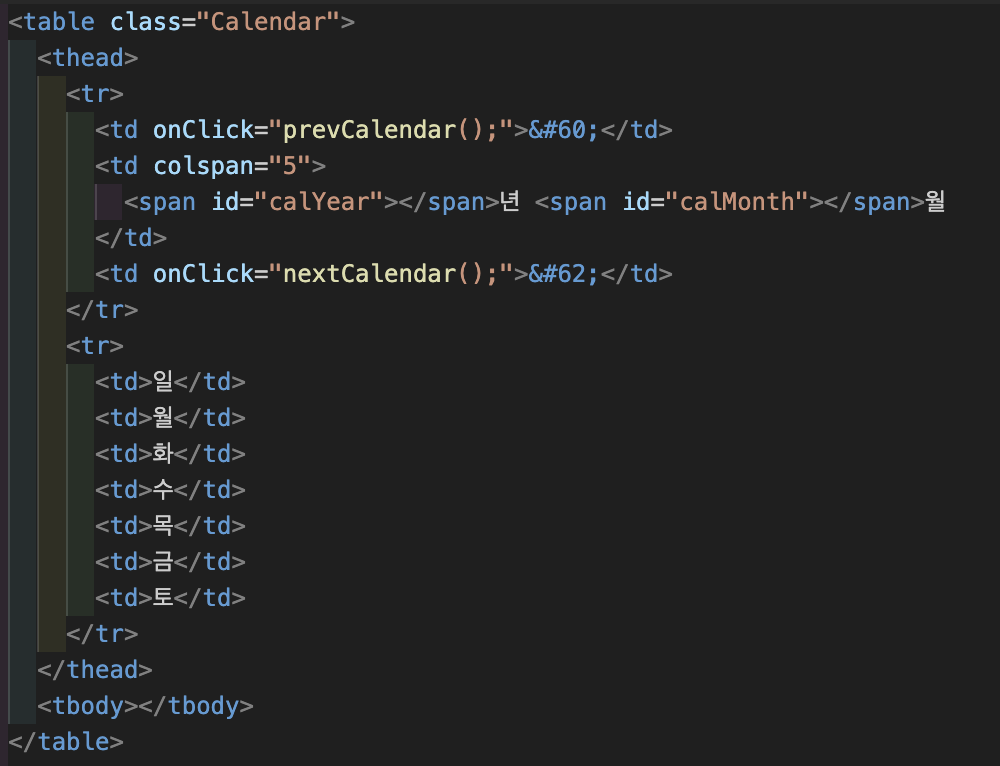 <table class="Calendar">
<thead>
<tr>
<td onClick="prevCalendar();">&#60;</td>
<td colspan="5">
<span id="calYear"></span>년 <span id="calMonth"></span>월
</td>
<td onClick="nextCalendar();">&#62;</td>
</tr>
<tr>
<td>일</td>
<td>월</td>
<td>화</td>
<td>수</td>
<td>목</td>
<td>금</td>
<td>토</td>
</tr>
</thead>
<tbody></tbody>
</table>